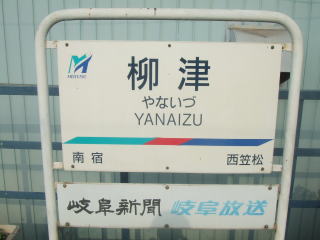 MEITETSU
柳津
やないづ
YANAIZU
南宿 西笠松
岐阜新聞 岐阜放送